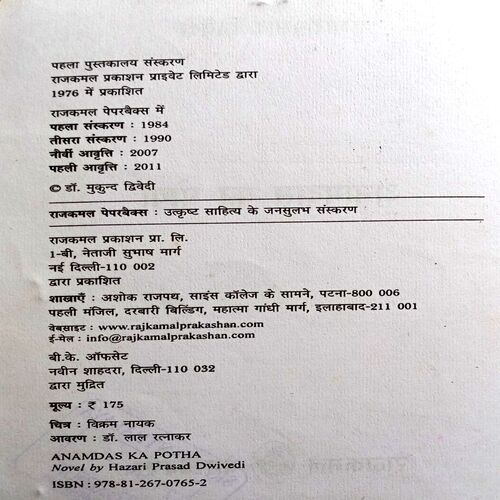 पहला पुस्तकालय संस्करण
राजकमल प्रकाशन प्राइवेट लिमिटेड द्वारा
1976 में प्रकाशित
राजकमल पेपरबैक्स में
पहला संस्करण : 1984
तीसरा संस्करण : 1990
नौवीं आवृत्ति : 2007
पहली आवृत्ति : 2011
© डॉ. मुकुन्द द्विवेदी
राजकमल पेपरबैक्स : उत्कृष्ट साहित्य के जनसुलभ संस्करण
राजकमल प्रकाशन प्रा. लि.
1-बी, नेताजी सुभाष मार्ग
नई दिल्ली-110 002
द्वारा प्रकाशित
शाखाएँ : अशोक राजपथ, साइंस कॉलेज के सामने, पटना-800 006
पहली मंजिल, दरबारी बिल्डिंग, महात्मा गांधी मार्ग, इलाहाबाद-211 001
वेबसाइट : www.rajkamalprakashan.com
ई-मेल : info@rajkamalprakashan.com
बी.के. ऑफसेट
नवीन शाहदरा, दिल्ली-110 032
द्वारा मुद्रित
मूल्य : ₹ 175
चित्र : विक्रम नायक
आवरण : डॉ. लाल रत्नाकर
ANAMDAS KA POTHA
Novel by Hazari Prasad Dwivedi
ISBN : 978-81-267-0765-2